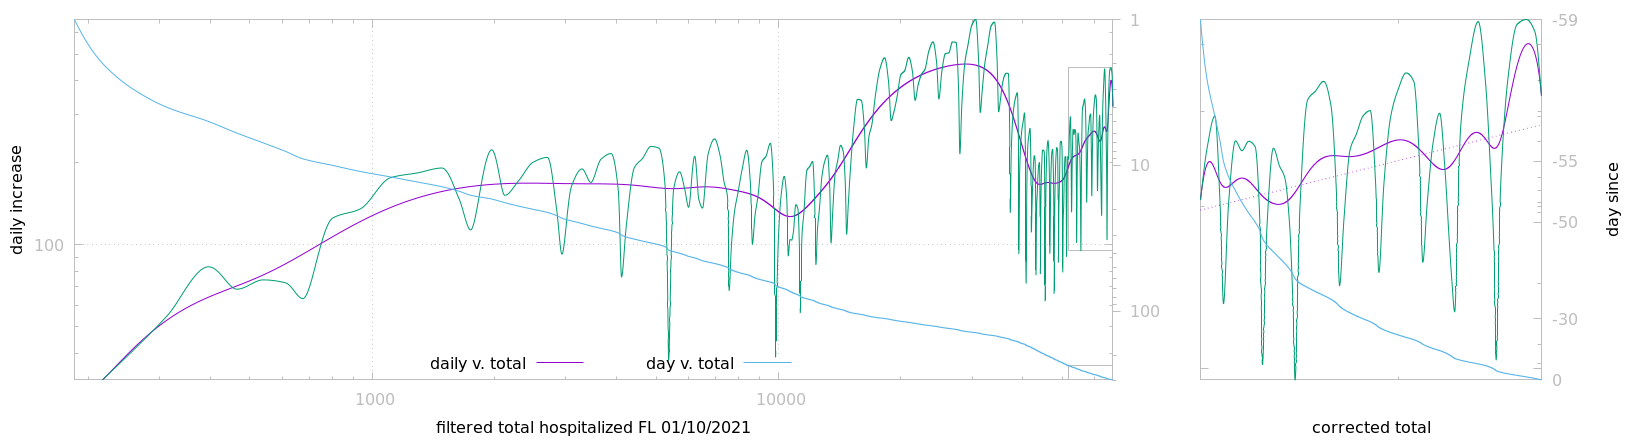 1
-59
daily increase
100
10
100
-55
-50
-30
0
day since
daily v. total
day v. total
1000
10000
filtered total hospitalized FL 01/10/2021
corrected total